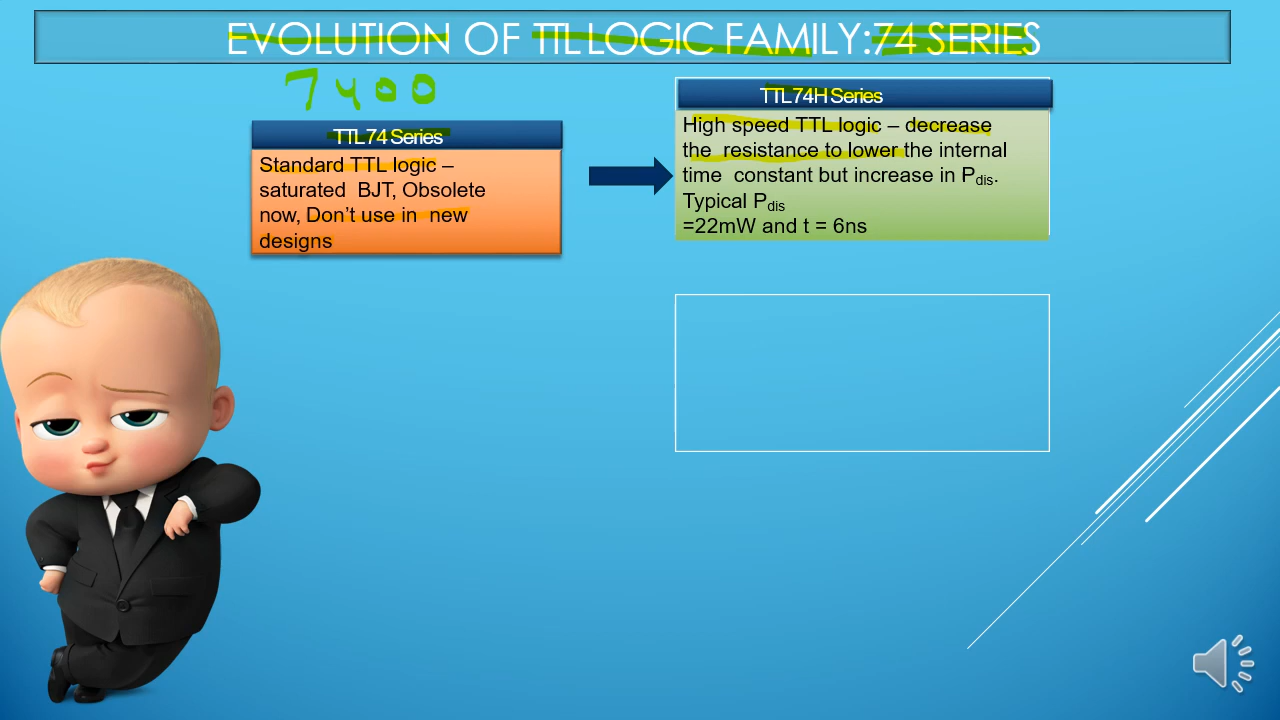 EVOLUTION OF TTL LOGIC FAMILY:74 SERIES
7400
TTL74 Series
Standard TTL logic –
saturated BJT, Obsolete
now, Don't use in new
designs
TTL74H Series
High speed TTL logic – decrease
the resistance to lower the internal
time constant but increase in Pdis.
Typical Pdis
=22mW and t = 6ns